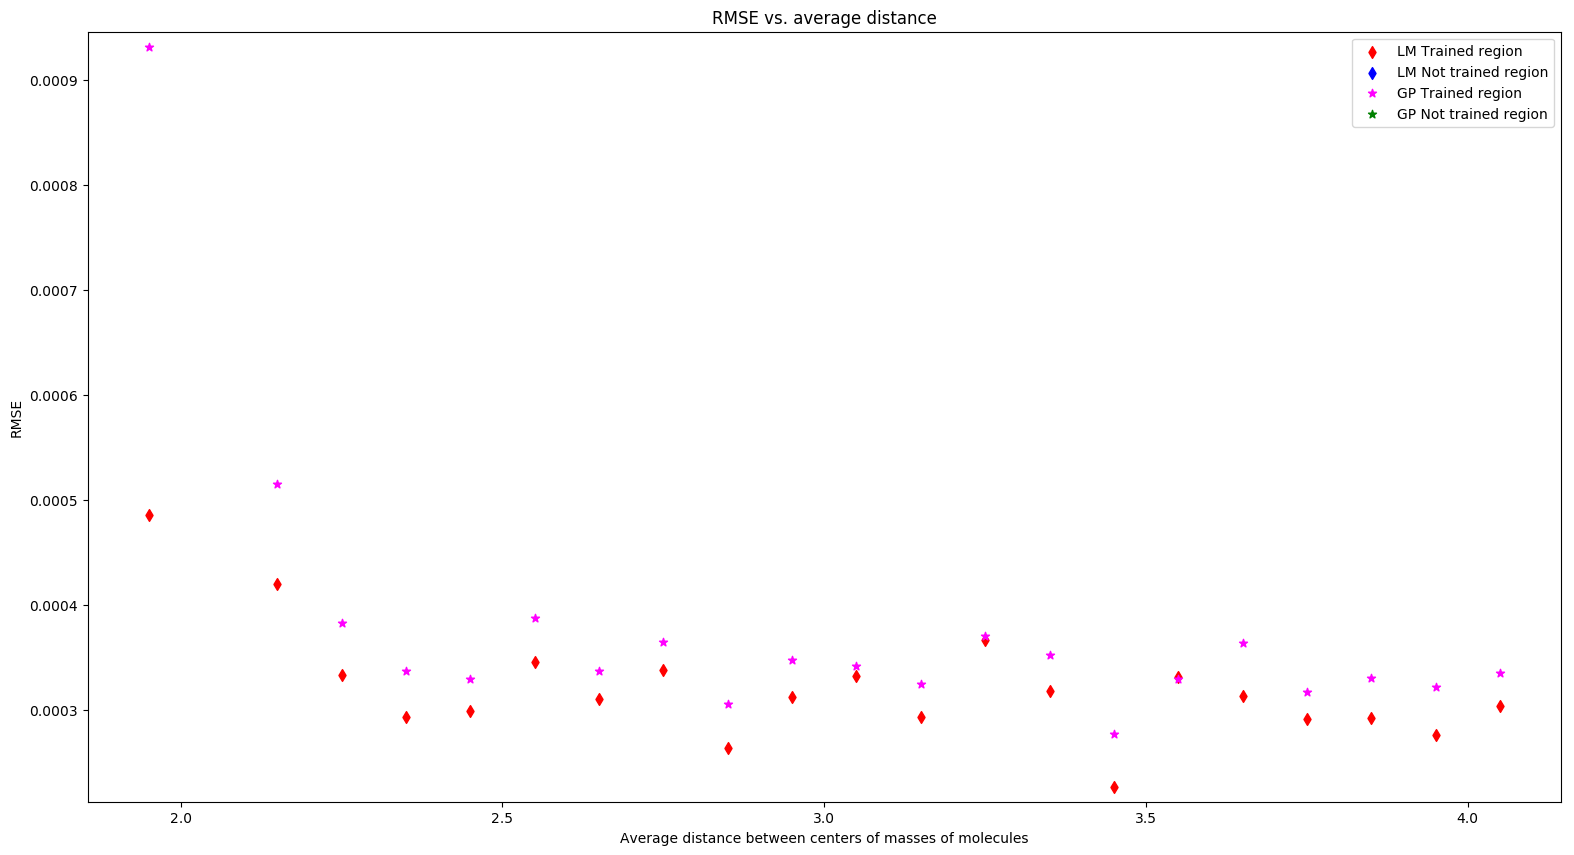 RMSE vs. average distance
LM Trained region
LM Not trained region
GP Trained region
GP Not trained region
RMSE
0.0009
0.0008
0.0007
0.0006
0.0005
0.0004
0.0003
2.0 2.5 3.0 3.5 4.0
Average distance between centers of masses of molecules